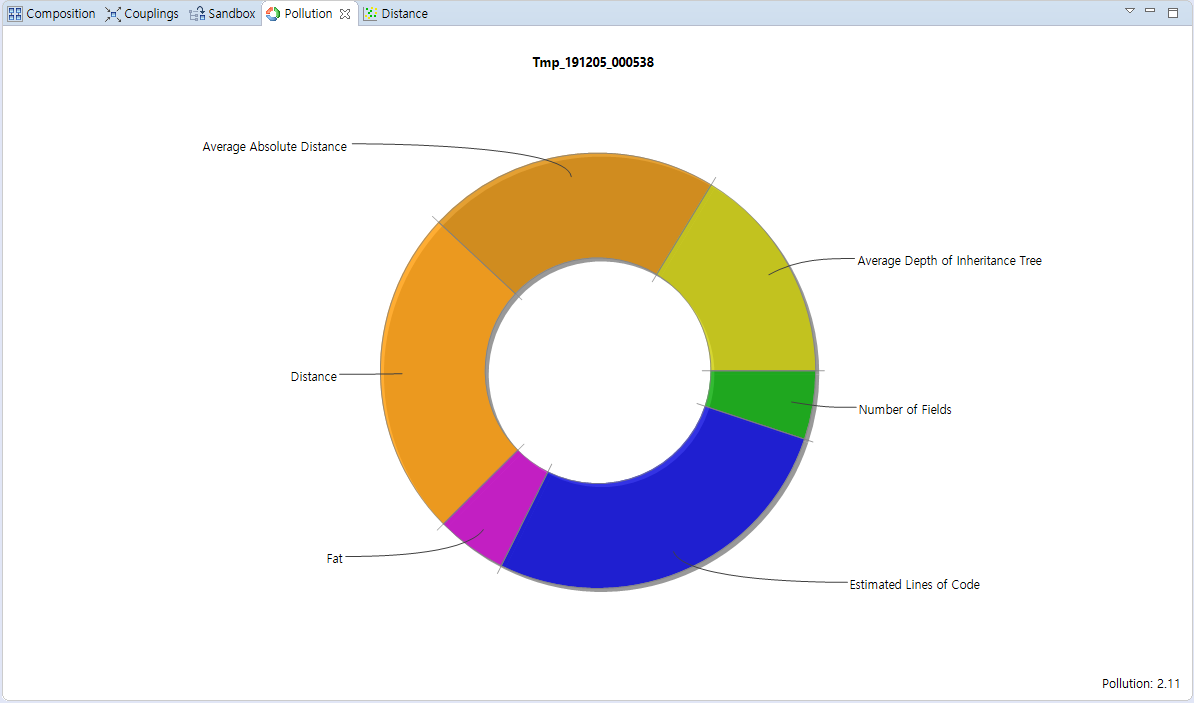 Composition Couplings Sandbox Pollution Distance
Tmp_191205_000538
Average Absolute Distance
Average Depth of Inheritance Tree
Distance
Number of Fields
Fat
Estimated Lines of Code
Pollution: 2.11